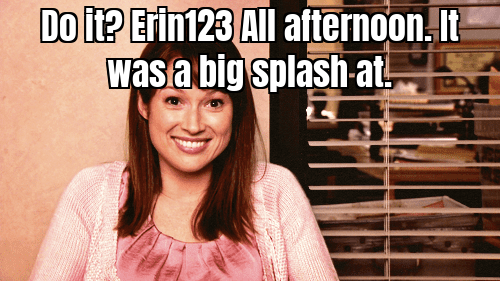 Do it? Erin123 All afternoon. It
was a big splash at.